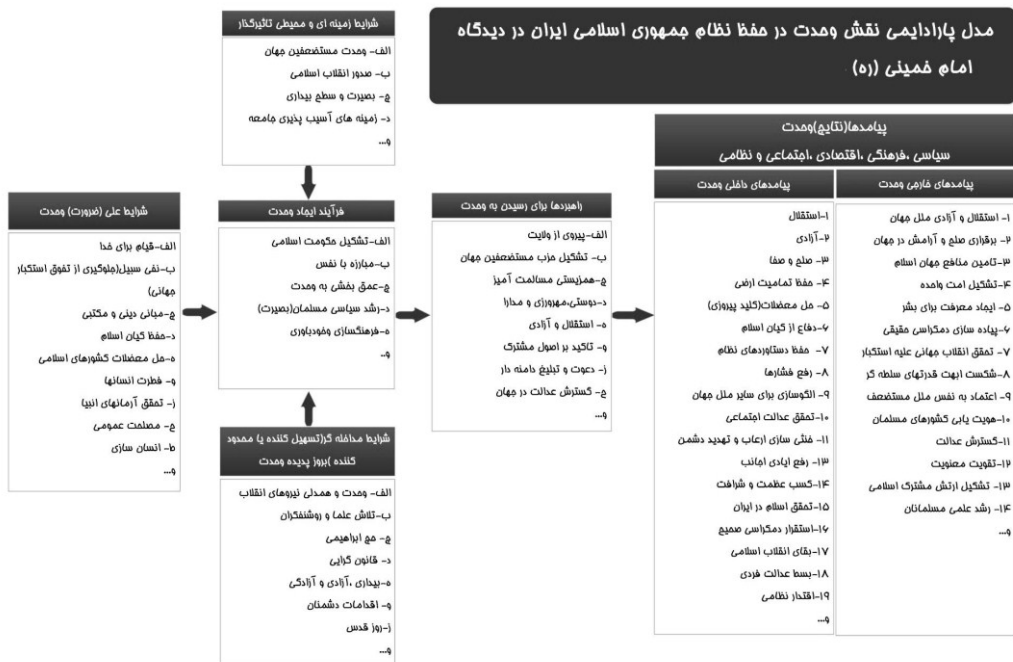 مدل پارادایمی نقش وحدت در حفظ نظام جمهوری اسلامی ایران در دیدگاه
امام خمینی (ره)
شرایط زمینه ای و محیطی تاثیرگذار
الف- وحدت مستضعفین جهان
ب- صدور انقلاب اسلامی
ج- بصیرت و سطح بیداری
د- زمینه های آسیب پذیری جامعه
و...
شرایط علی (ضرورت) وحدت
الف-قیام برای خدا
ب-نفی سبیل(جلوگیری از تفوق استکبار
جهانی)
ج-مبانی دینی و مکتبی
د-حفظ کیان اسلام
ه-حل معضلات کشورهای اسلامی
و- فطرت انسانها
ز- تحقق آرمانهای انبیا
ح- مصلحت عمومی
ط- انسان سازی
و...
فرآیند ایجاد وحدت
الف-تشکیل حکومت اسلامی
ب-مبارزه با نفس
ج-عمق بخشی به وحدت
د-رشد سیاسی مسلمان(بصیرت)
ه-فرهنگسازی وخودباوری
و..
شرایط مداخله گر(تسهیل کننده یا محدود
کننده )بروز پدیده وحدت
الف- وحدت و همدلی نیروهای انقلاب
ب-تلاش علما و روشنفکران
ج- حج ابراهیمی
د- قانون گرایی
ه-بیداری ،آزادی و آزادگی
و- اقدامات دشمنان
ز-روز قدس
و...
راهبردها برای رسیدن به وحدت
الف-پیروی از ولایت
ب- تشکیل حزب مستضعفین جهان
ج-همزیستی مسالمت آمیز
د-دوستی،مهرورزی و مدارا
ه- استقلال و آزادی
و- تاکید بر اصول مشترک
ز- دعوت و تبلیغ دامنه دار
ح- گسترش عدالت در جهان
و...
پیامدها(نتایج)وحدت
سیاسی ،فرهنگی ،اقتصادی ،اجتماعی و نظامی
پیامدهای خارجی وحدت
۱- استقلال و آزادی ملل جهان
۲- برقراری صلح و آرامش در جهان
۳-تامین منافع جهان اسلام
۴-تشکیل امت واحده
۵- ایجاد معرفت برای بشر
۶-پیاده سازی دمکراسی حقیقی
۷- تحقق انقلاب جهانی علیه استکبار
۸-شکست ابهت قدرتهای سلطه گر
۹- اعتماد به نفس ملل مستضعف
۱۰-هویت یابی کشورهای مسلمان
۱۱-گسترش عدالت
۱۲- تقویت معنویت
۱۳- تشکیل ارتش مشترک اسلامی
۱۴- رشد علمی مسلمانان
و...
پیامدهای داخلی وحدت
۱-استقلال
۲-آزادی
۳- صلح و صفا
۴- حفظ تمامیت ارضی
۵- حل معضلات(کلید پیروزی)
۶-دفاع از کیان اسلام
۷- حفظ دستاوردهای نظام
۸- رفع فشارها
۹- الگوسازی برای سایر ملل جهان
۱۰-تحقق عدالت اجتماعی
۱۱- خنثی سازی ارعاب و تهدید دشمن
۱۳- رفع ایادی اجانب
۱۴-کسب عظمت و شرافت
۱۵-تحقق اسلام در ایران
۱۶-استقرار دمکراسی صحیح
۱۷-بقای انقلاب اسلامی
۱۸-بسط عدالت فردی
۱۹-اقتدار نظامی
و...